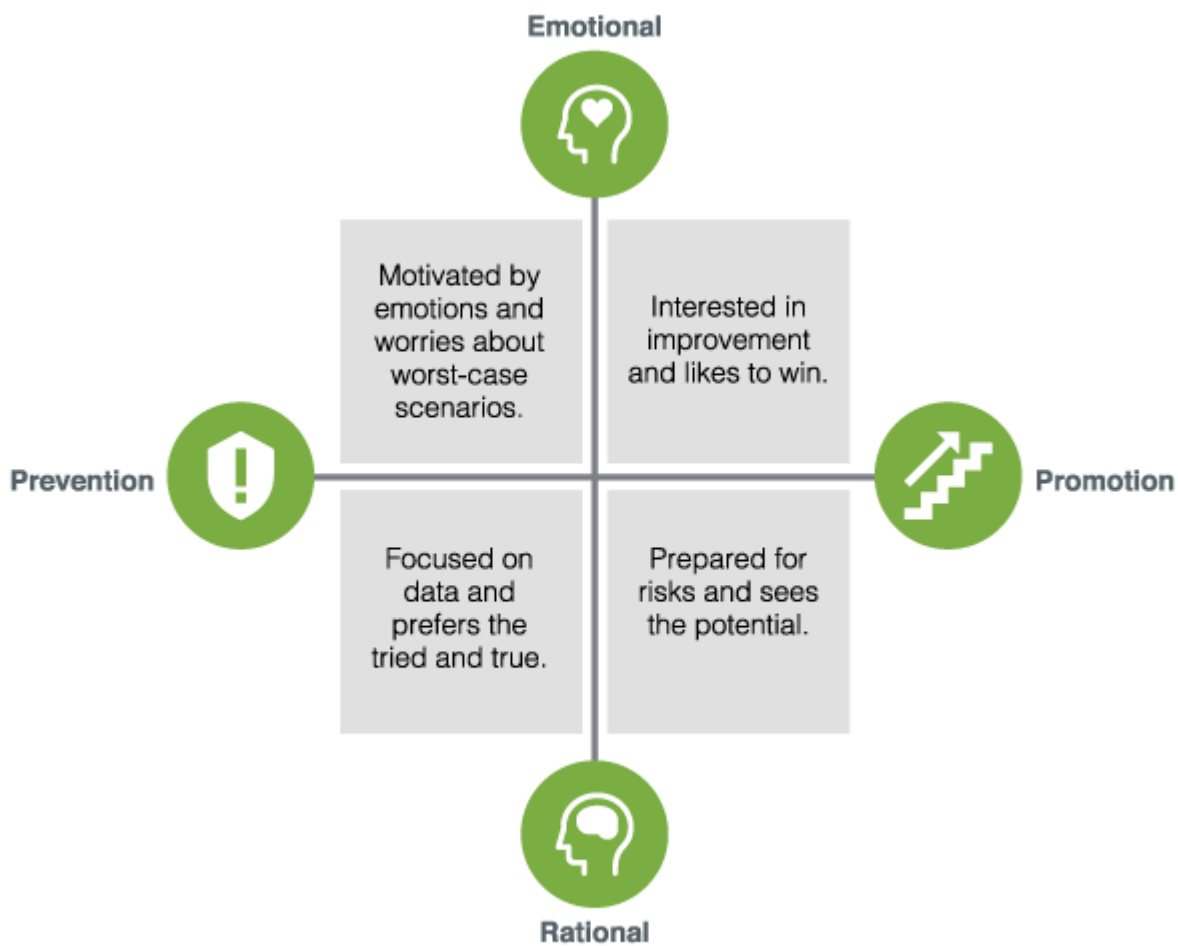 Emotional
Motivated by
emotions and
worries about
worst-case
scenarios.
Interested in
improvement
and likes to win.
Prevention
Promotion
Focused on
data and
prefers the
tried and true.
Prepared for
risks and sees
the potential.
Rational